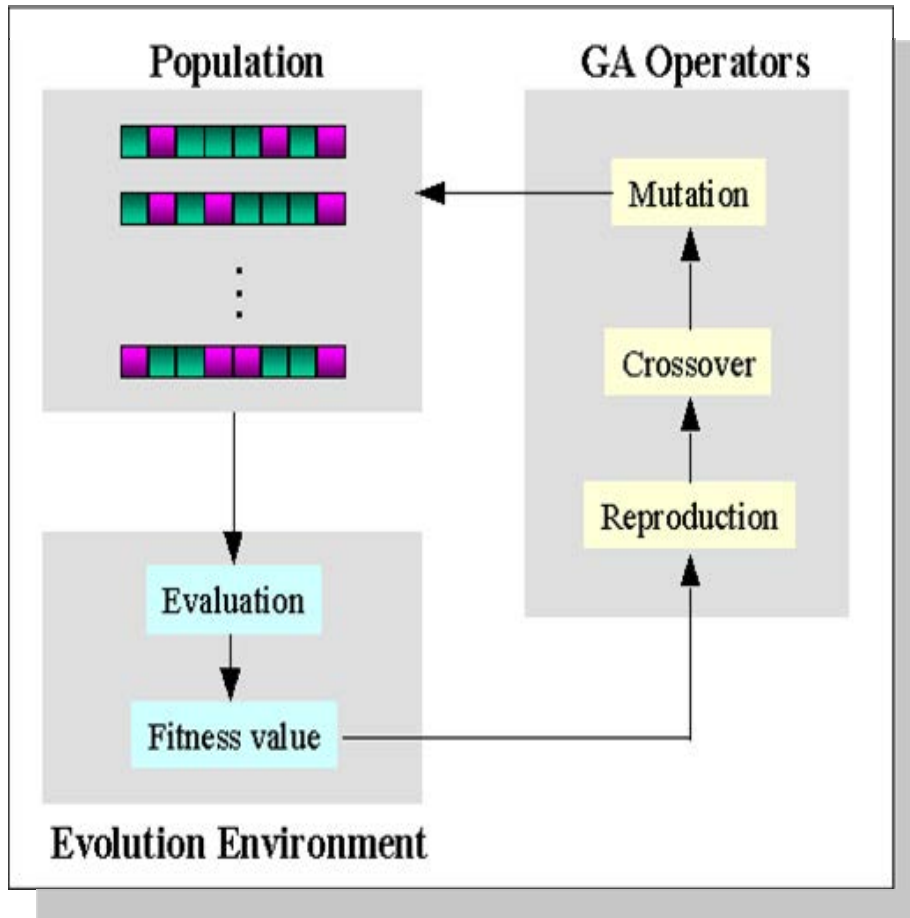 Population
GA Operators
Mutation
Crossover
Reproduction
Evaluation
Fitness value
Evolution Environment